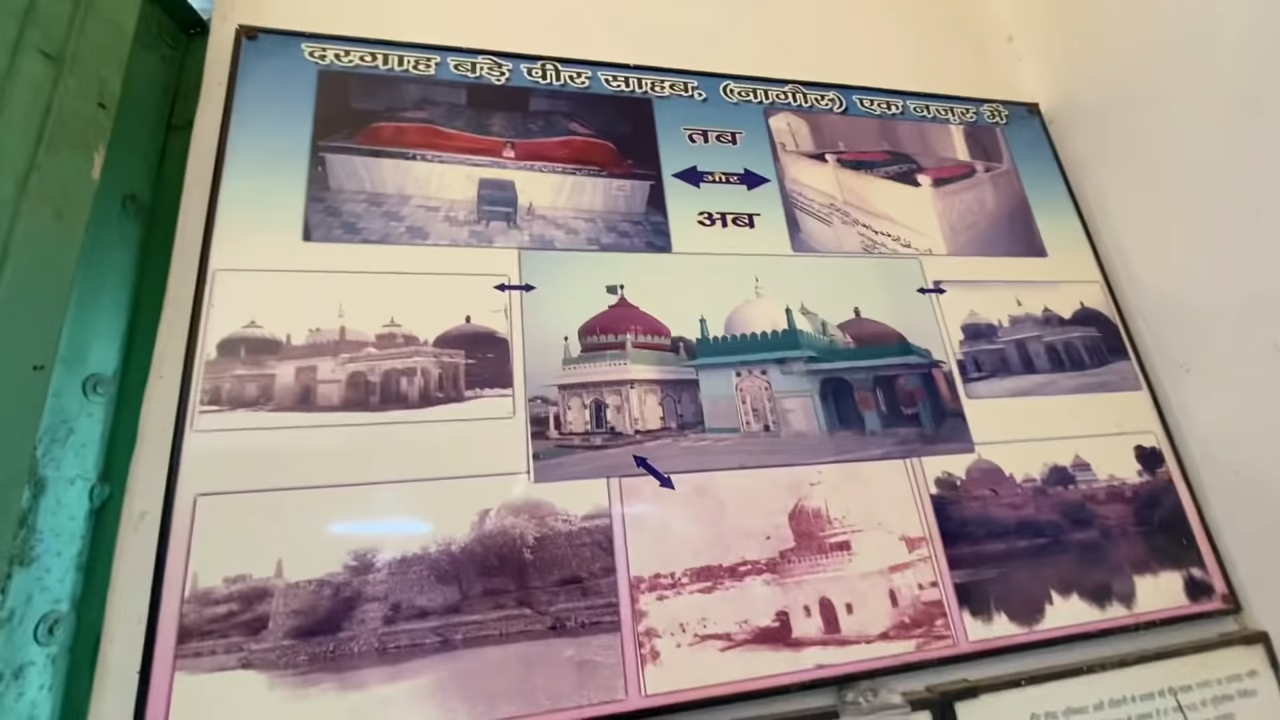 दरगाह बड़े पीर साहब, (नागौर) एक नज़र में
तब
और
अब